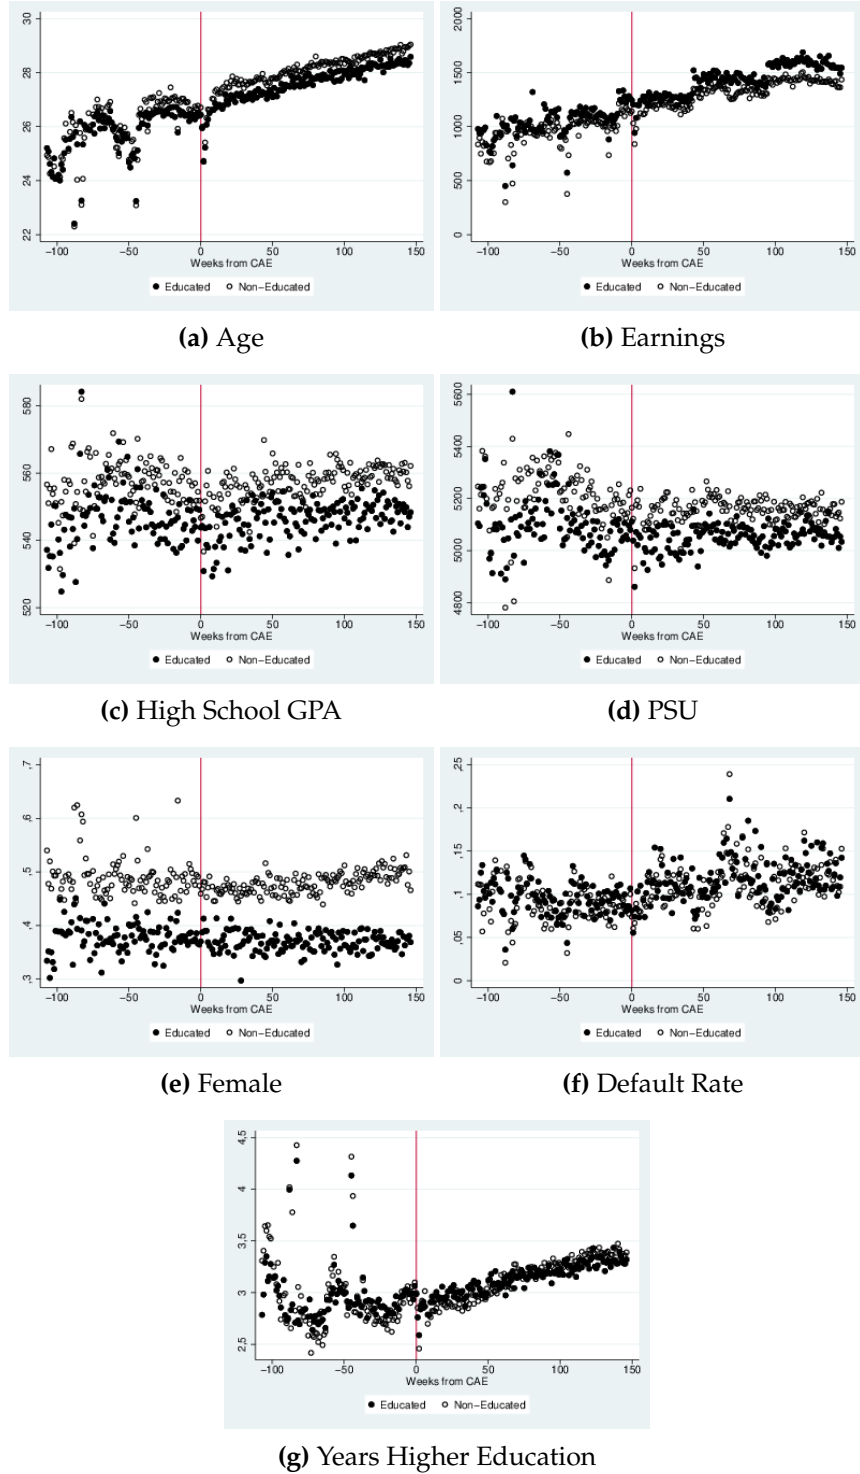 30
28
26
24
22
−100 −50 0 50 100 150
Weeks from CAE
Educated Non−Educated
(a) Age
2000
1500
1000
500
0
−100 −50 0 50 100 150
Weeks from CAE
Educated Non−Educated
(b) Earnings
580
560
540
520
−100 −50 0 50 100 150
Weeks from CAE
Educated Non−Educated
(c) High School GPA
5600
5400
5200
5000
4800
−100 −50 0 50 100 150
Weeks from CAE
Educated Non−Educated
(d) PSU
,7
,6
,5
,4
,3
−100 −50 0 50 100 150
Weeks from CAE
Educated Non−Educated
(e) Female
,25
,2
,15
,1
,05
0
−100 −50 0 50 100 150
Weeks from CAE
Educated Non−Educated
(f) Default Rate
4,5
4
3,5
3
2,5
−100 −50 0 50 100 150
Weeks from CAE
Educated Non−Educated
(g) Years Higher Education